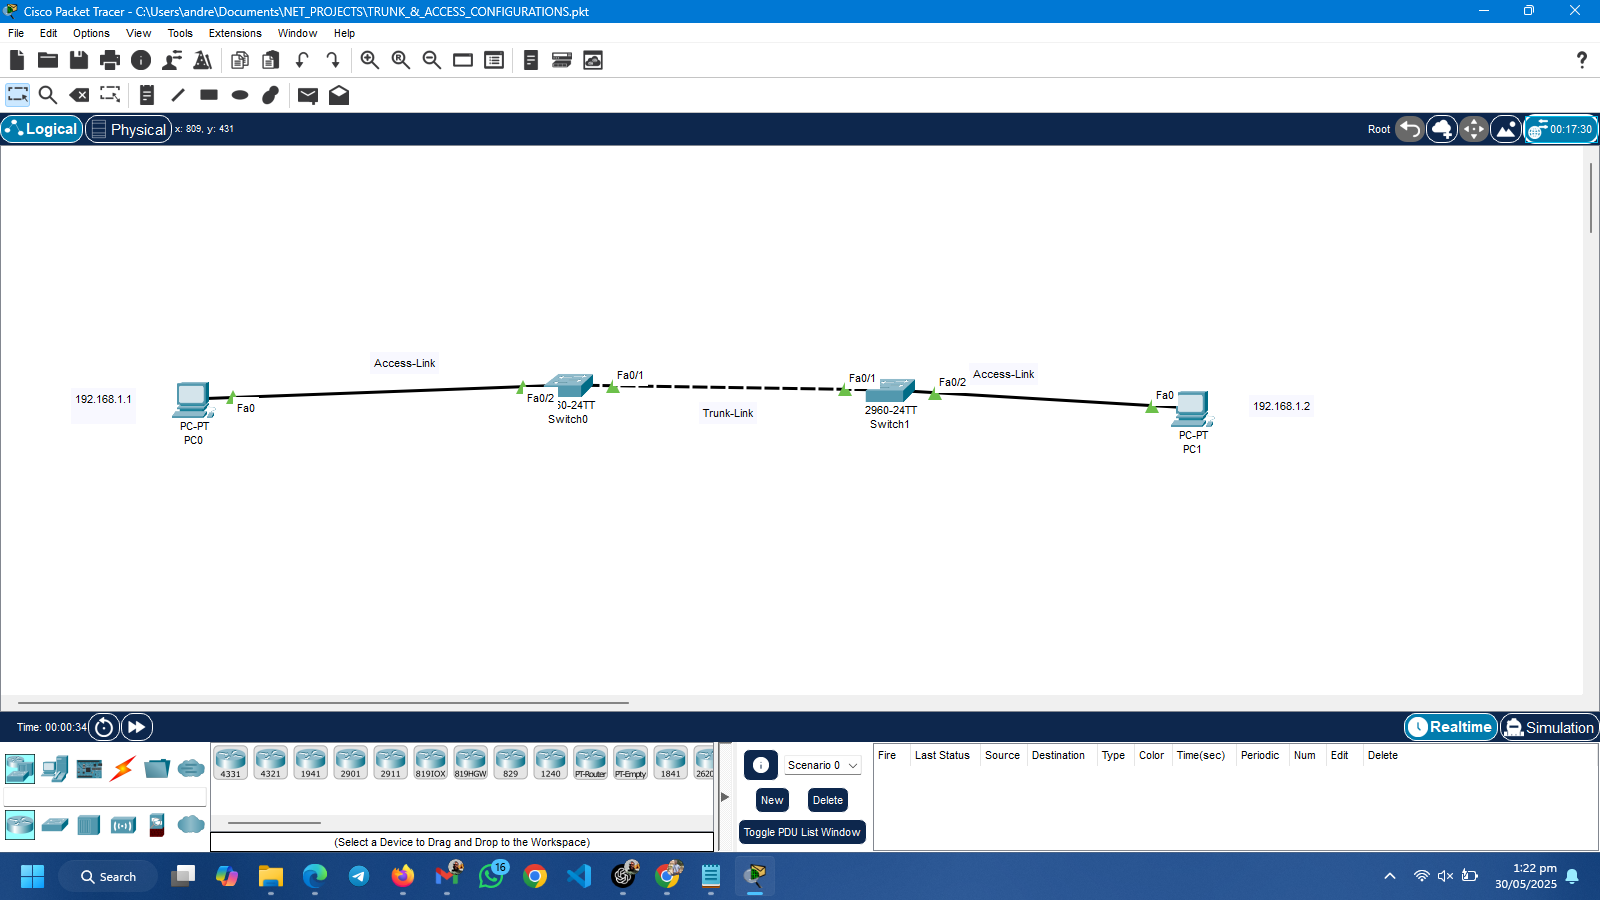 Cisco Packet Tracer - C:\Users\andre\Documents\NET_PROJECTS\TRUNK_&_ACCESS_CONFIGURATIONS.pkt
File Edit Options View Tools Extensions Window Help
Logical Physical x: 809, y: 431 Root 00:17:30
Access-Link
192.168.1.1
Fa0
PC-PT
PC0
Fa0/2
Fa0/1
60-24TT
Switch0
Trunk-Link
Fa0/1
Fa0/2
2960-24TT
Switch1
Access-Link
Fa0
PC-PT
PC1
192.168.1.2
Time: 00:00:34 Realtime Simulation
4331 4321 1941 2901 2911 819IOX 819HGW 829 1240 PT-Router PT-Empty 1841 2620
(Select a Device to Drag and Drop to the Workspace)
Scenario 0
New Delete
Toggle PDU List Window
Fire Last Status Source Destination Type Color Time(sec) Periodic Num Edit Delete
Search
16
1:22 pm
30/05/2025